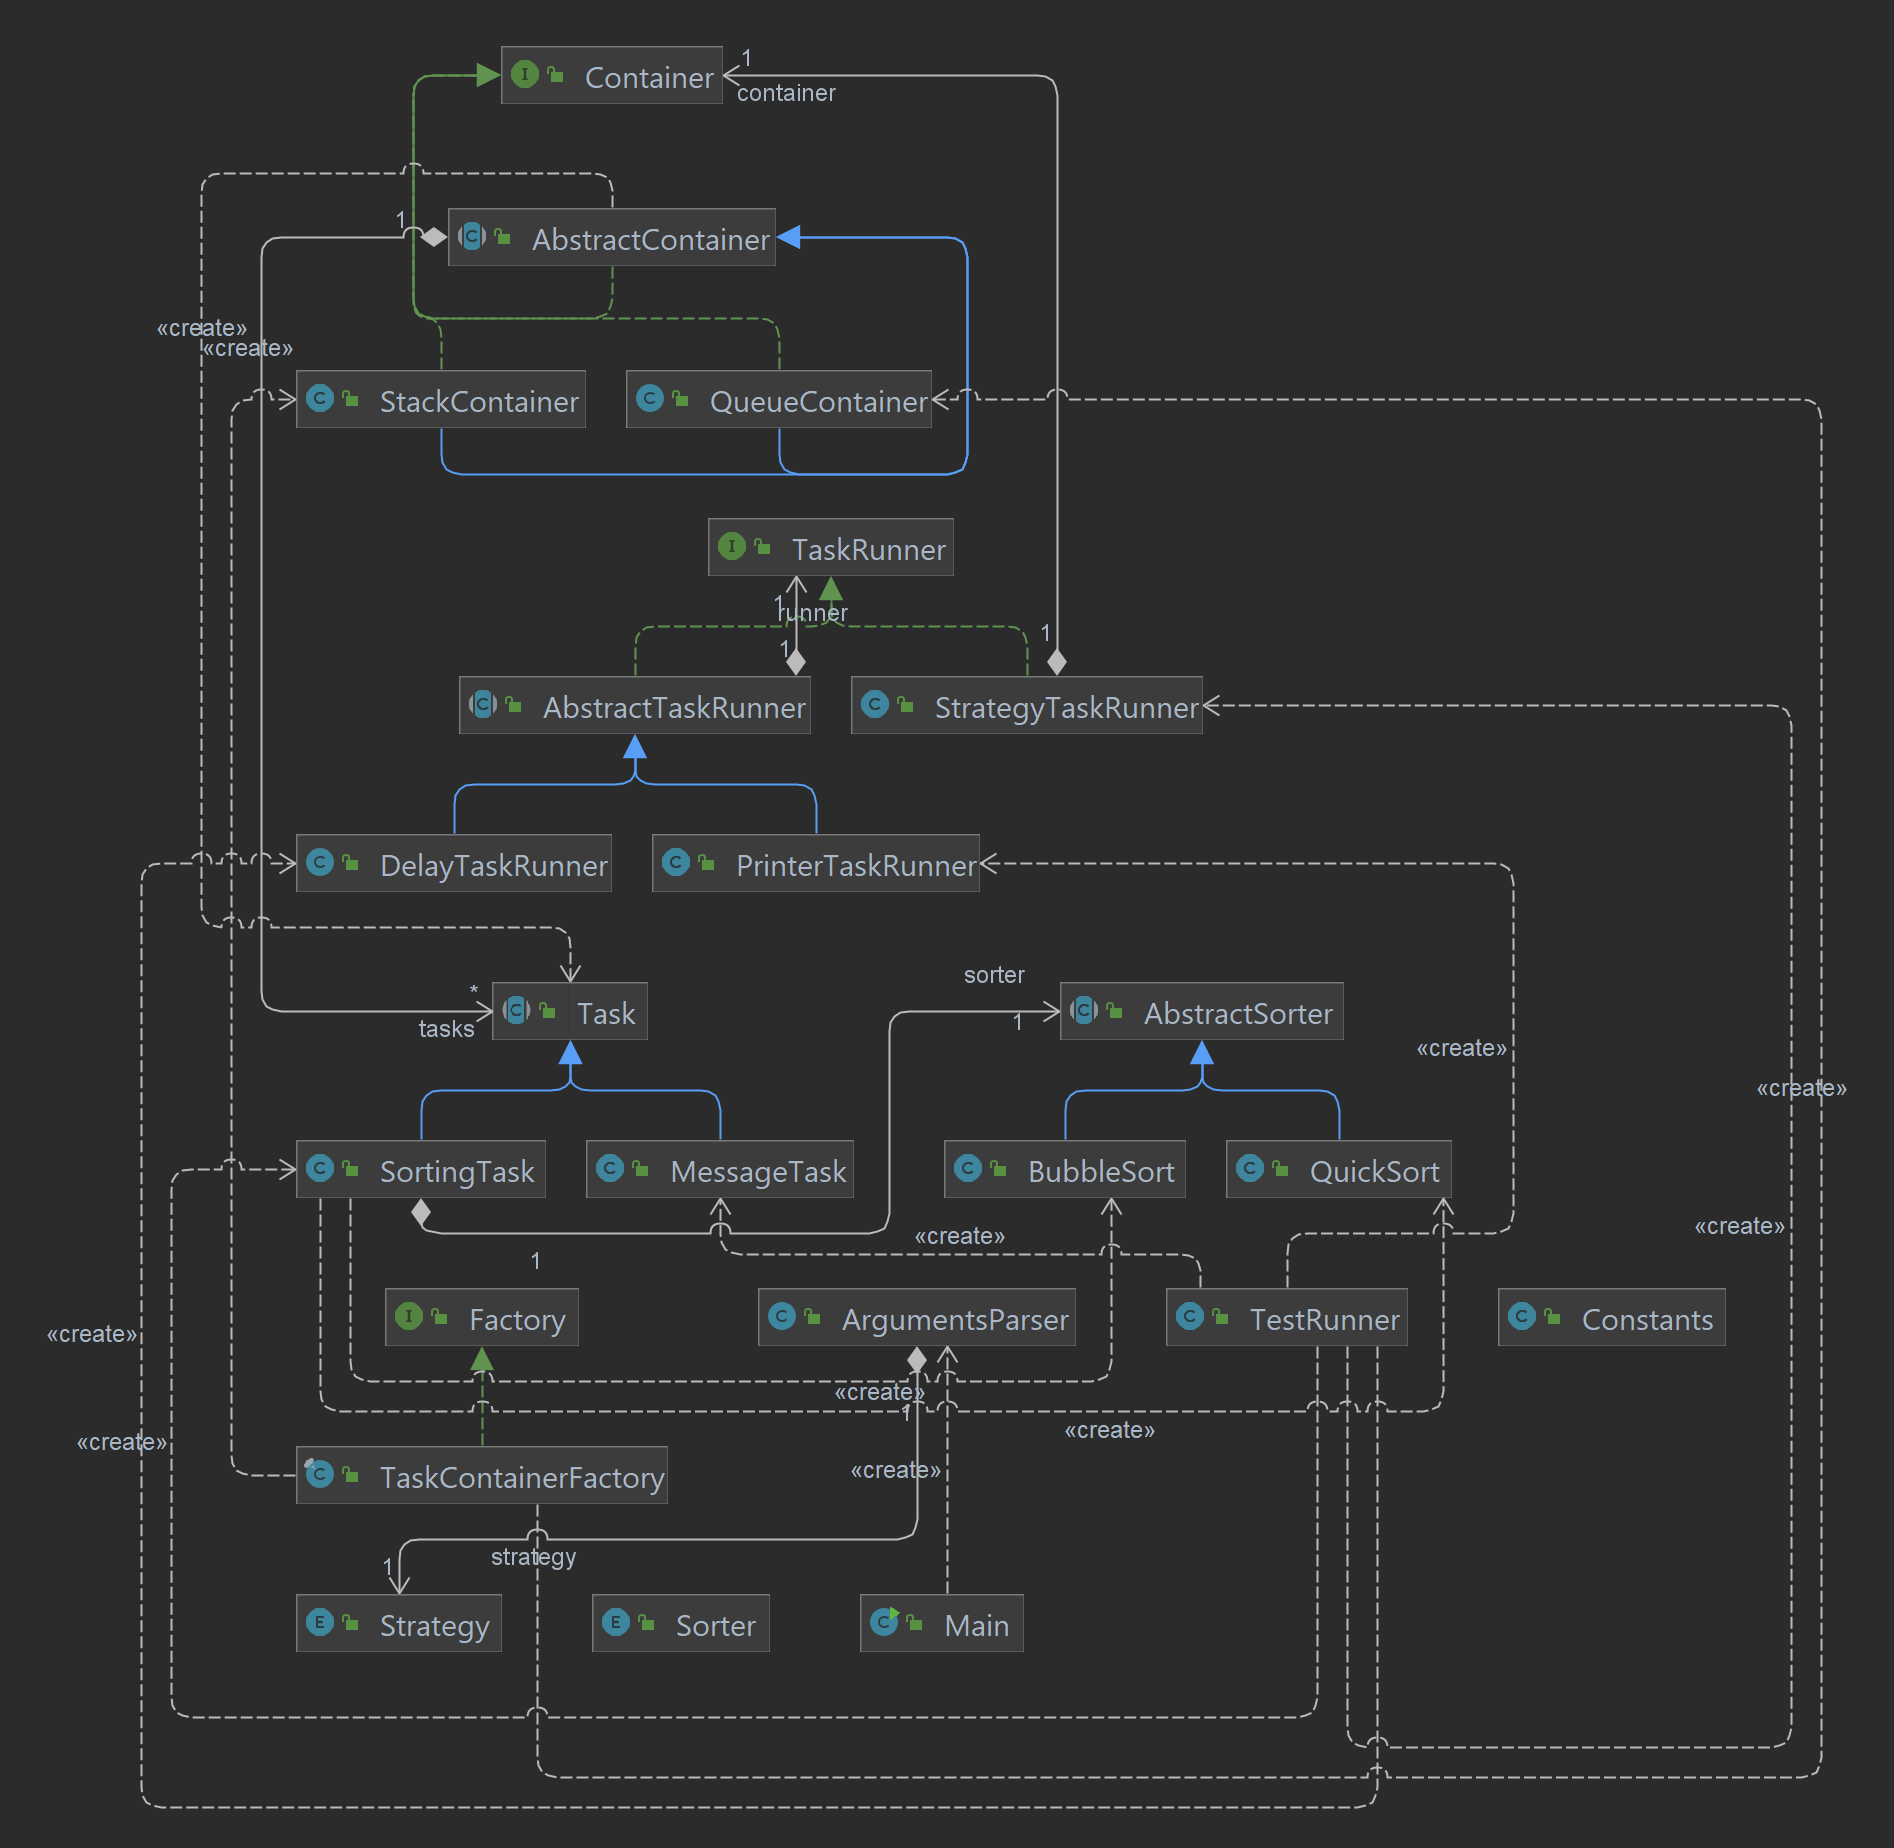 1
I Container
container
1
C AbstractContainer
«create»
«create»
C StackContainer
C QueueContainer
I TaskRunner
1
runner
1
1
C AbstractTaskRunner
C StrategyTaskRunner
C DelayTaskRunner
C PrinterTaskRunner
*
sorter
C Task
C AbstractSorter
tasks
1
«create»
«create»
C SortingTask
C MessageTask
C BubbleSort
C QuickSort
«create»
«create»
1
I Factory
C ArgumentsParser
C TestRunner
C Constants
«create»
«create»
1
«create»
«create»
«create»
C TaskContainerFactory
strategy
1
E Strategy
E Sorter
C Main